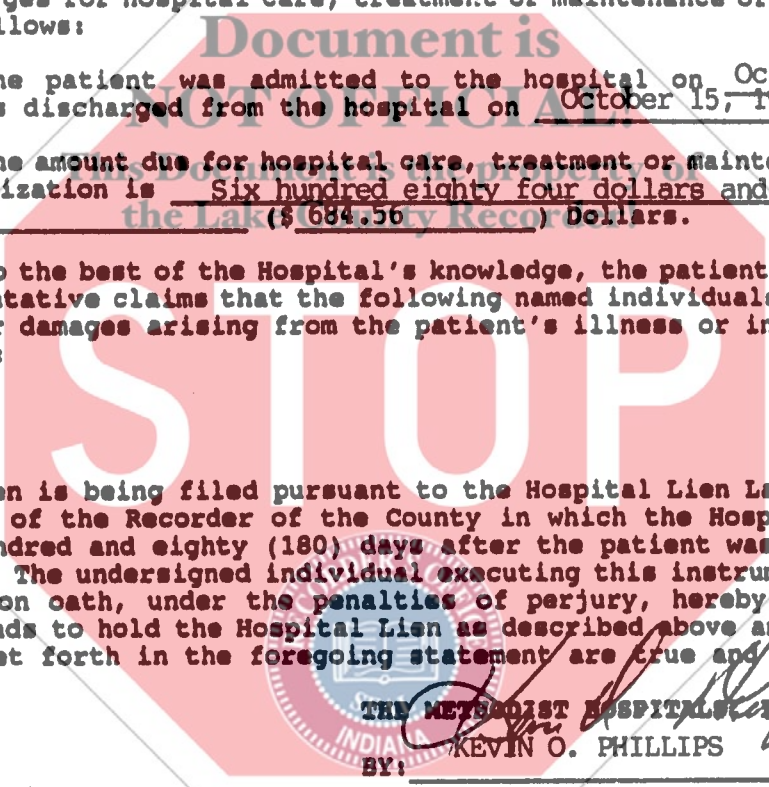 ges for hospital care, treatment or maintenance of
llows:
Document is
he patient was admitted to the hospital on Oc
s discharged from the hospital on October 15, 1
NOT OFFICIAL!
he amount due for hospital care, treatment or mainte
This Document is the property of
ization is Six hundred eighty four dollars and
the Lake County Recorder!
($ 684.56 ) Dollars.
o the best of the Hospital's knowledge, the patient
tative claims that the following named individual
r damages arising from the patient's illness or in
:
STOP
en is being filed pursuant to the Hospital Lien La
of the Recorder of the County in which the Hosp
ndred and eighty (180) days after the patient was
The undersigned individual executing this instrum
on oath, under the penalties of perjury, hereby
nds to hold the Hospital Lien as described above a
et forth in the foregoing statement are true and
SEAL
THE METHODIST HOSPITALS,
INDIANA
KEVIN O. PHILLIPS
BY: